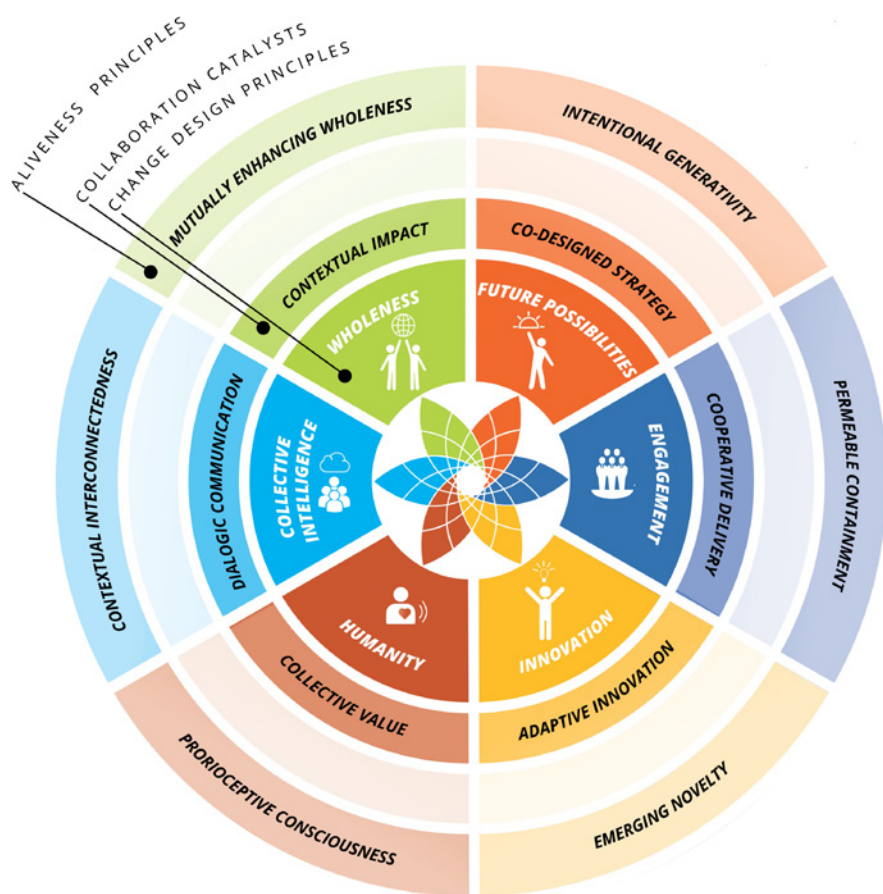 ALIVENESS PRINCIPLES
COLLABORATION CATALYSTS
CHANGE DESIGN PRINCIPLES
MUTUALLY ENHANCING WHOLENESS
INTENTIONAL GENERATIVITY
CONTEXTUAL IMPACT
CO-DESIGNED STRATEGY
WHOLENESS
FUTURE POSSIBILITIES
CONTEXTUAL INTERCONNECTEDNESS
DIALOGIC COMMUNICATION
COLLECTIVE
INTELLIGENCE
ENGAGEMENT
COOPERATIVE DELIVERY
PERMEABLE CONTAINMENT
HUMANITY
INNOVATION
COLLECTIVE VALUE
ADAPTIVE INNOVATION
PRORIOCEPTIVE CONSCIOUSNESS
EMERGING NOVELTY